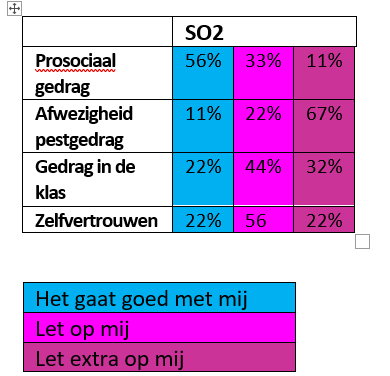 SO2
Prosociaal gedrag 56% 33% 11%
Afwezigheid pestgedrag 11% 22% 67%
Gedrag in de klas 22% 44% 32%
Zelfvertrouwen 22% 56 22%
Het gaat goed met mij
Let op mij
Let extra op mij